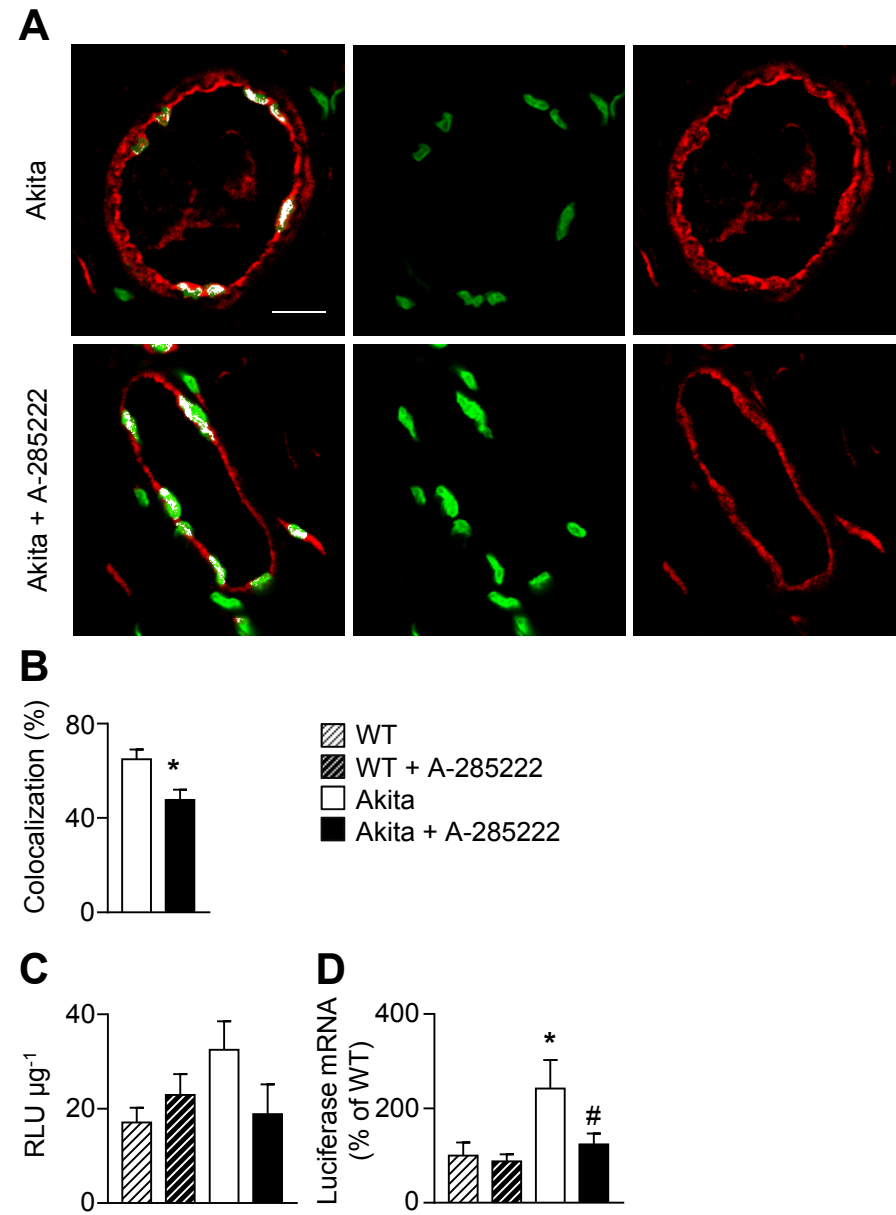 A
Akita
Akita + A-285222
B
Colocalization (%)
80
40
0
*
WT
WT + A-285222
Akita
Akita + A-285222
C
RLU µg-1
40
20
0
D
Luciferase mRNA
(% of WT)
400
200
0
*
#